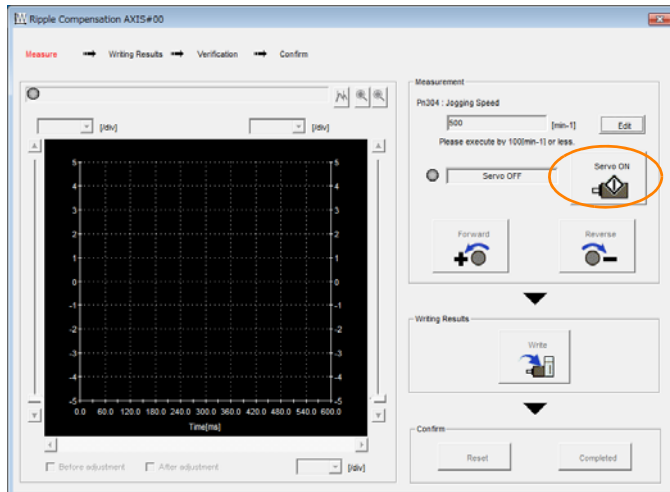 Ripple Compensation AXIS#00
Measure Writing Results Verification Confirm
[/div] [/div]
5 5
4 4
3 3
2 2
1 1
0 0
-1 -1
-2 -2
-3 -3
-4 -4
-5 -5
0.0 60.0 120.0 180.0 240.0 300.0 360.0 420.0 480.0 540.0 600.0
Time[ms]
Before adjustment After adjustment [/div]
Measurement
Pn304 : Jogging Speed
500 [min-1] Edit
Please execute by 100[min-1] or less.
Servo OFF Servo ON
Forward Reverse
Writing Results
Write
Confirm
Reset Completed